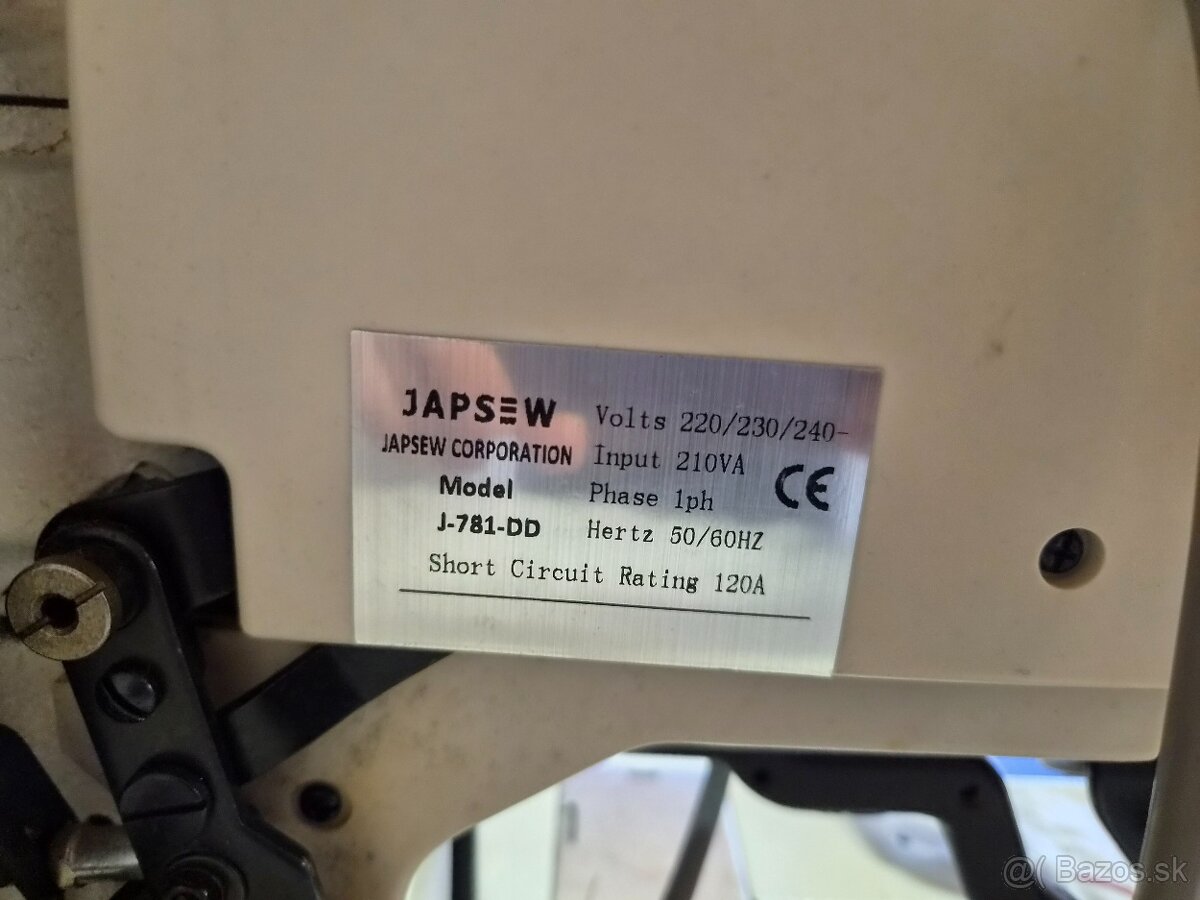 JAPSEW
JAPSEW CORPORATION
Model
J-781-DD
Volts 220/230/240-
Input 210VA
Phase 1ph
Hertz 50/60HZ
CE
Short Circuit Rating 120A
@( Bazos.sk